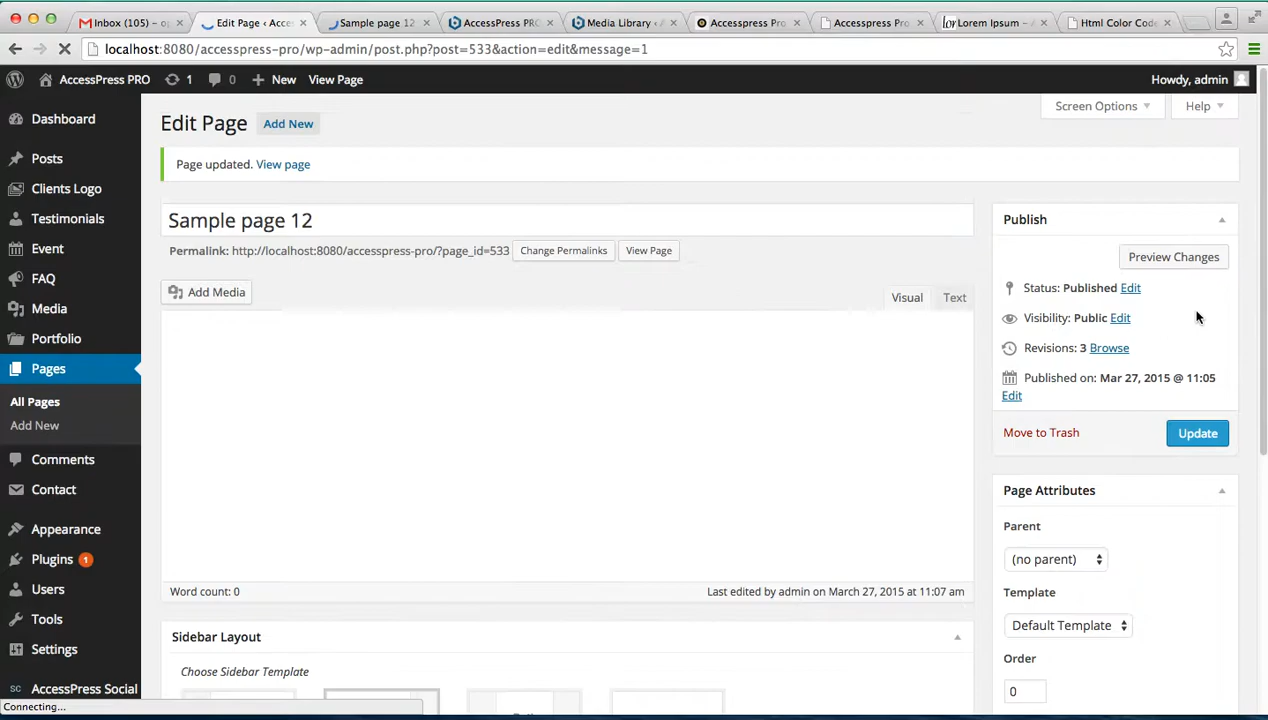 Inbox (105) – o
Edit Page ‹ Acces
Sample page 12
AccessPress PRO
Media Library ‹ A
Accesspress Pro
Accesspress Pro
Lorem Ipsum – A
Html Color Code
localhost:8080/accesspress-pro/wp-admin/post.php?post=533&action=edit&message=1
AccessPress PRO 1 0 New View Page Howdy, admin
Screen Options Help
Edit Page Add New
Page updated. View page
Sample page 12
Permalink: http://localhost:8080/accesspress-pro/?page_id=533 Change Permalinks View Page
Add Media
Visual Text
Word count: 0 Last edited by admin on March 27, 2015 at 11:07 am
Sidebar Layout
Choose Sidebar Template
Dashboard
Posts
Clients Logo
Testimonials
Event
FAQ
Media
Portfolio
Pages
All Pages
Add New
Comments
Contact
Appearance
Plugins 1
Users
Tools
Settings
SC AccessPress Social
Connecting...
Publish
Preview Changes
Status: Published Edit
Visibility: Public Edit
Revisions: 3 Browse
Published on: Mar 27, 2015 @ 11:05
Edit
Move to Trash Update
Page Attributes
Parent
(no parent)
Template
Default Template
Order
0